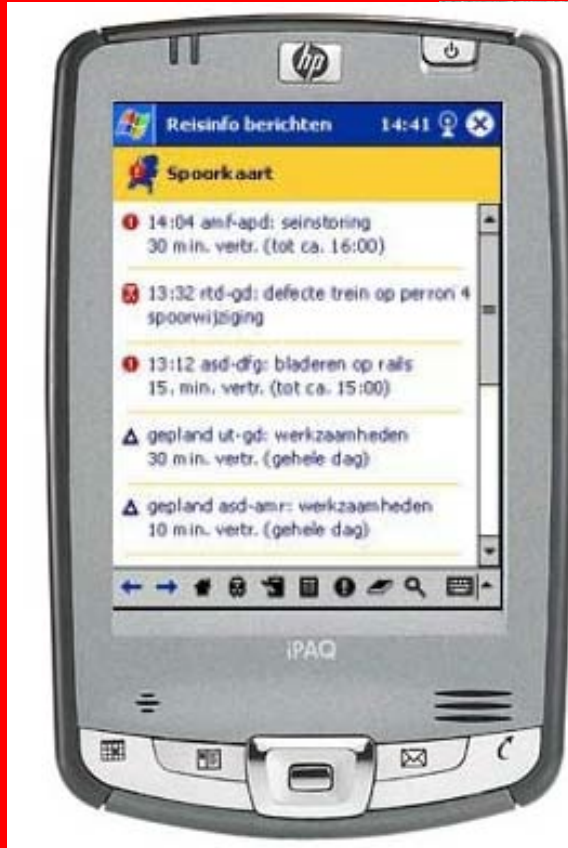 hp
Reisinfo berichten 14:41
Spoorkaart
14:04 amf-apd: seinstoring
30 min. vertr. (tot ca. 16:00)
13:32 rtd-gd: defecte trein op perron 4
spoorwijziging
13:12 asd-dfg: bladeren op rails
15. min. vertr. (tot ca. 15:00)
gepland ut-gd: werkzaamheden
30 min. vertr. (gehele dag)
gepland asd-amr: werkzaamheden
10 min. vertr. (gehele dag)
iPAQ